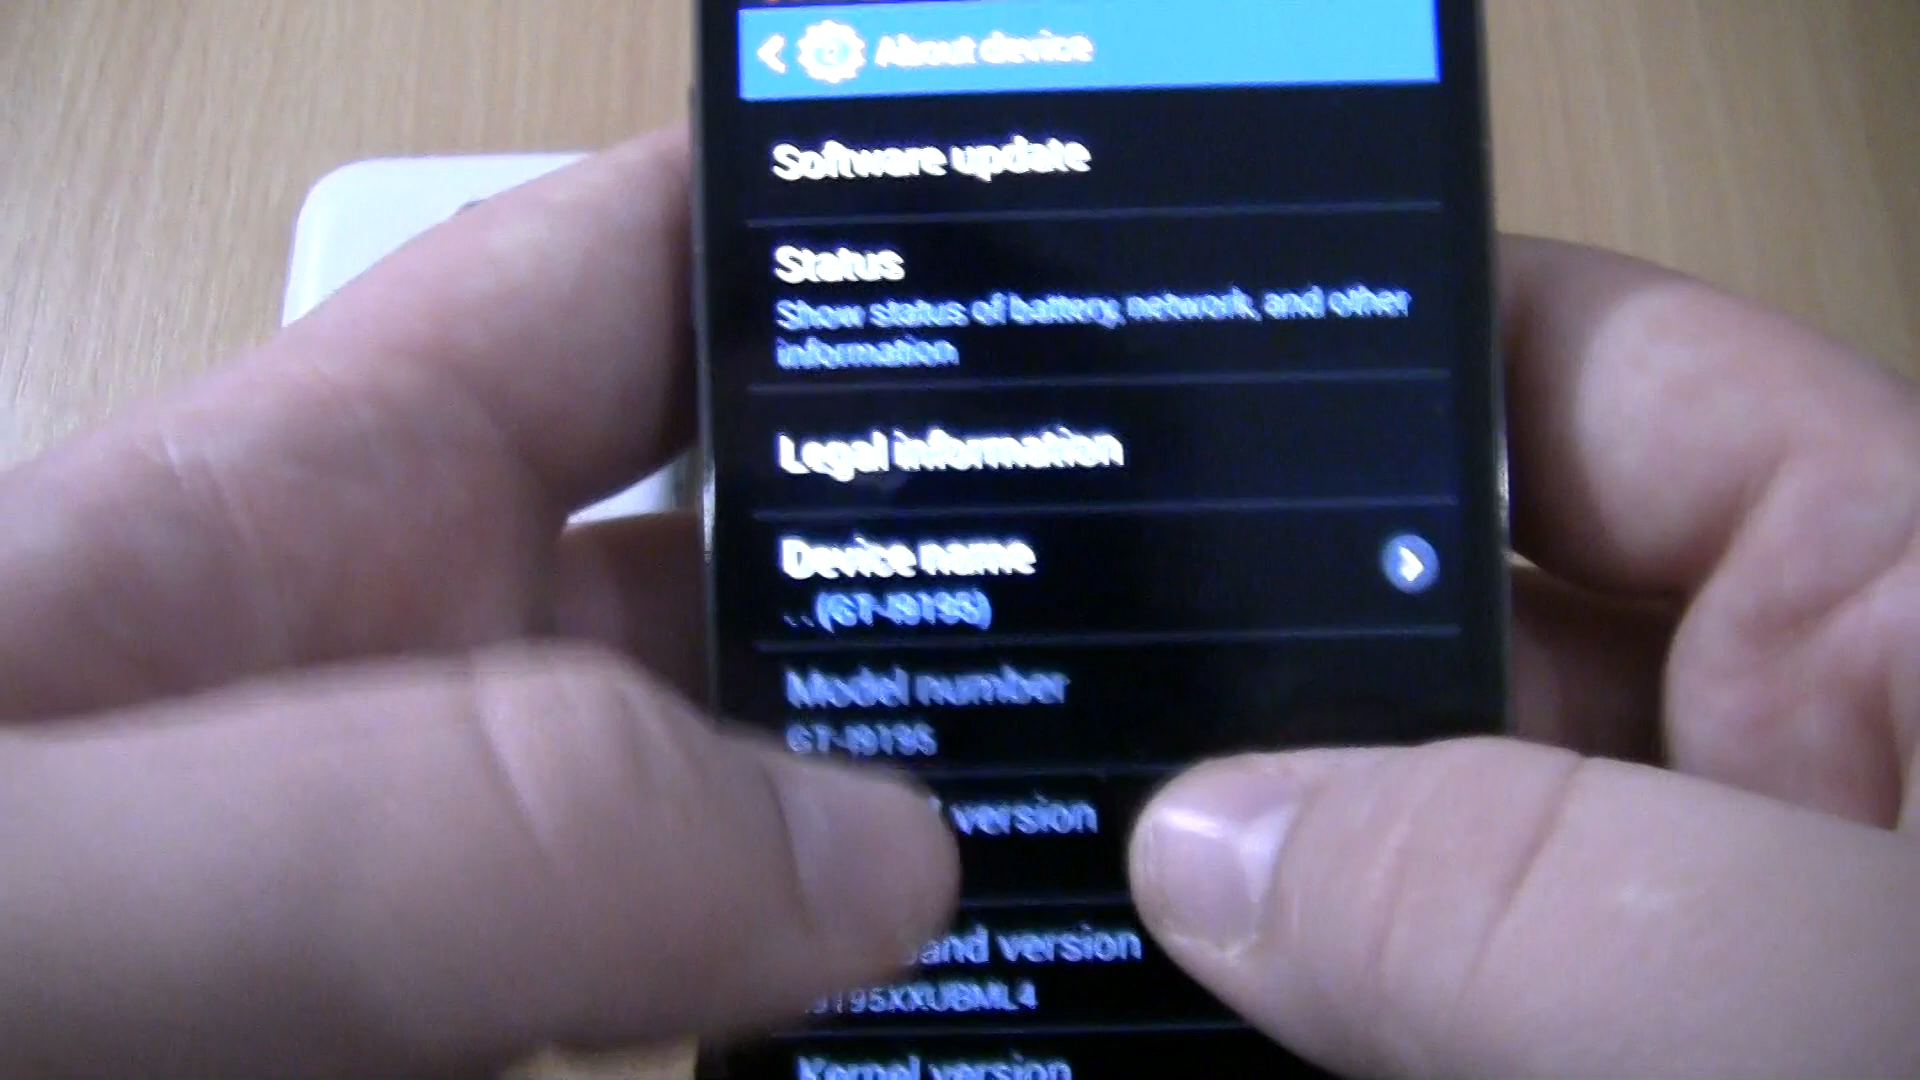 About device
Software update
Status
Show status of battery, network, and other
information
Legal information
Device name
. . (GT-I9195)
Model number
GT-I9195
version
and version
I9195XXUBML4
Kernel version